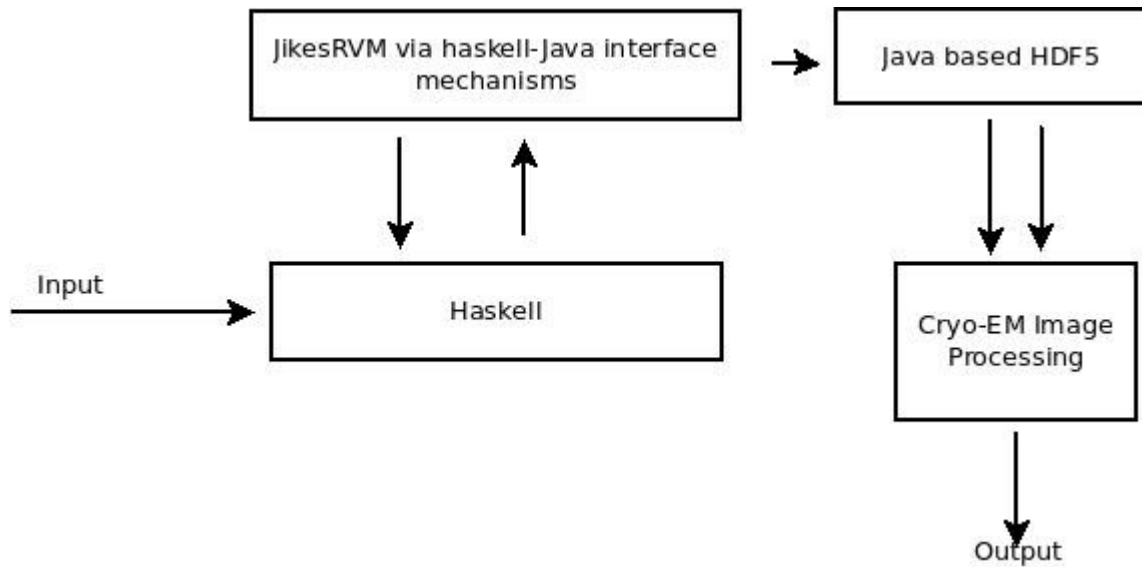 JikesRVM via haskell-Java interface
mechanisms
Java based HDF5
Input
Haskell
Cryo-EM Image
Processing
Output